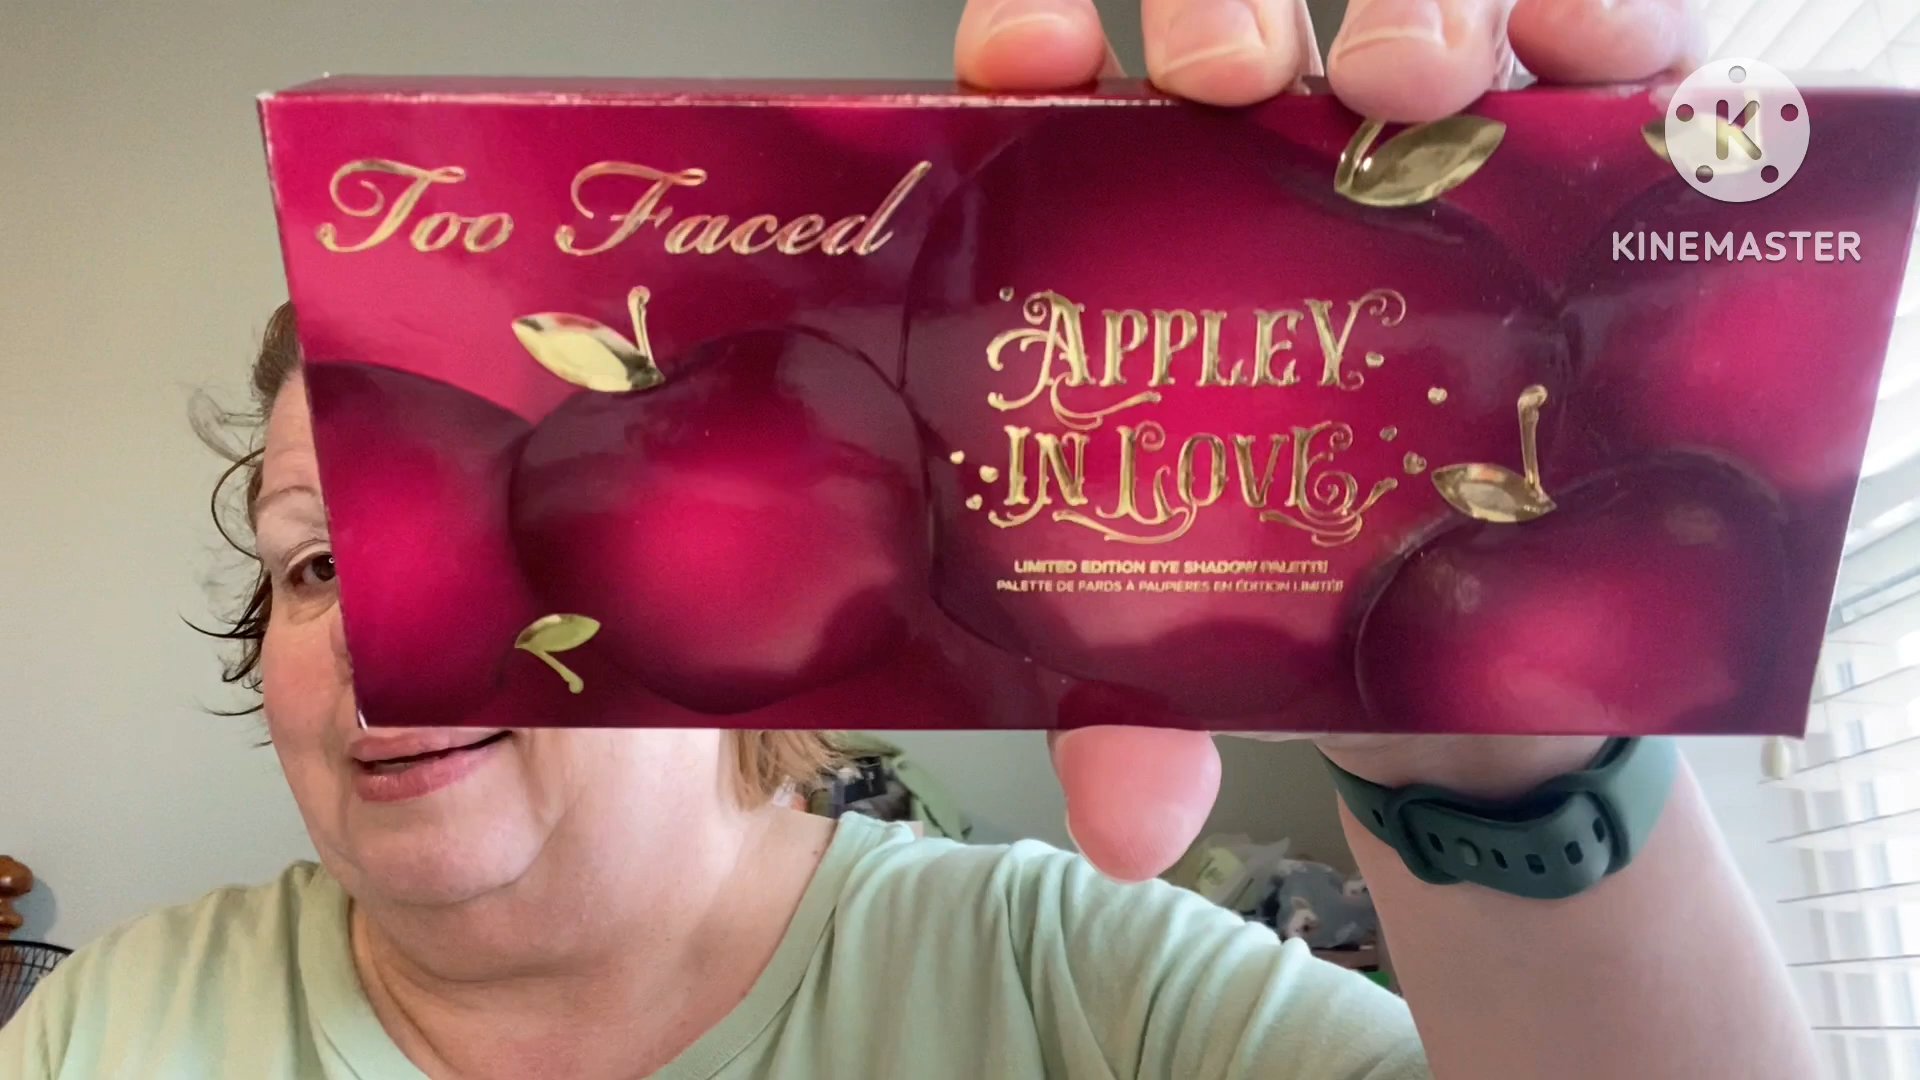 Too Faced
APPLEY
IN LOVE
LIMITED EDITION EYE SHADOW PALETTE
PALETTE DE FARDS À PAUPIÈRES EN ÉDITION LIMITÉE
K
KINEMASTER